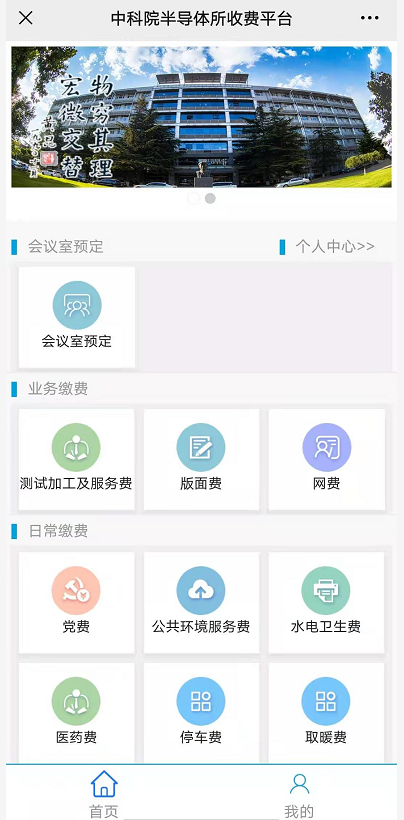 中科院半导体所收费平台
物穷其理
宏微交替
会议室预定
个人中心>>
会议室预定
业务缴费
测试加工及服务费
版面费
网费
日常缴费
党费
公共环境服务费
水电卫生费
医药费
停车费
取暖费
首页
我的